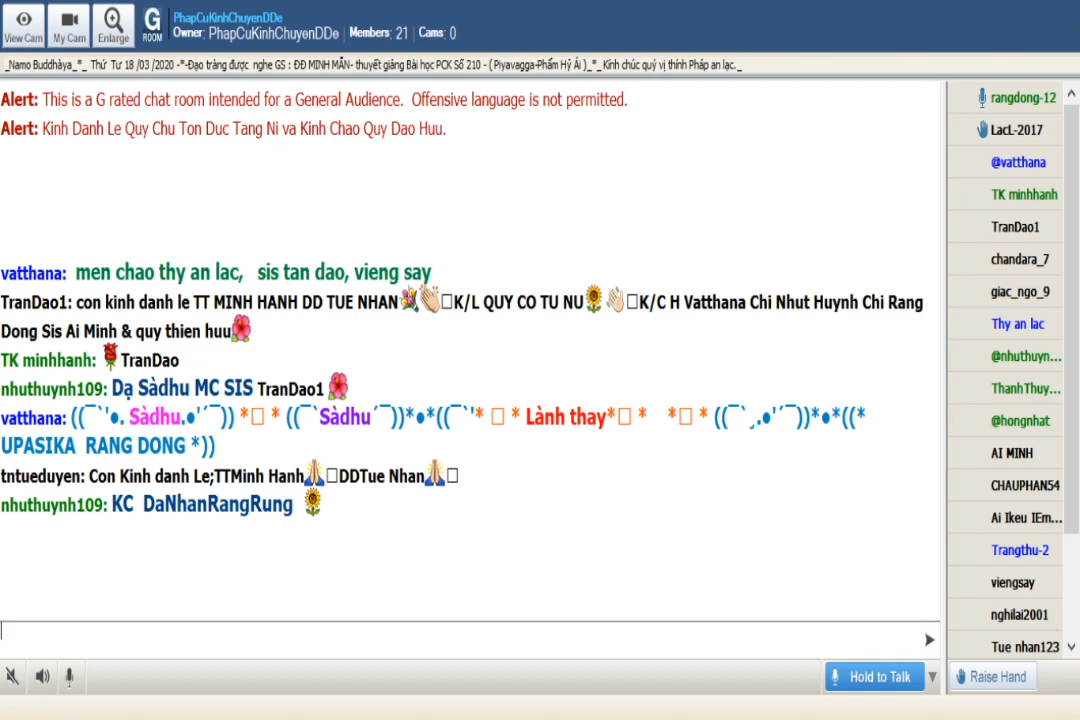 View Cam
My Cam
Enlarge
G
ROOM
PhapCuKinhChuyenDDe
Owner: PhapCuKinhChuyenDDe | Members: 21 | Cams: 0
_Namo Buddhàya_*_ Thứ Tư 18 /03 /2020 -*-Đạo tràng được nghe GS : ĐĐ MINH MẪN- thuyết giảng Bài học PCK Số 210 - ( Piyavagga-Phẩm Hỷ Ái )_*_ Kính chúc quý vị thính Pháp an lạc._
Alert: This is a G rated chat room intended for a General Audience. Offensive language is not permitted.
Alert: Kinh Danh Le Quy Chu Ton Duc Tang Ni va Kinh Chao Quy Dao Huu.
vatthana: men chao thy an lac, sis tan dao, vieng say
TranDao1: con kinh danh le TT MINH HANH DD TUE NHAN💐👏□K/L QUY CO TU NU🌻👏□K/C H Vatthana Chi Nhut Huynh Chi Rang
Dong Sis Ai Minh & quy thien huu🌺
TK minhhanh: 🌹TranDao
nhuthuynh109: Dạ Sàdhu MC SIS TranDao1 🌺
vatthana: ((¯`'•. Sàdhu.•'´¯)) *□ * ((¯`Sàdhu´¯))*•*((¯`'* □ * Lành thay*□ * *□ * ((¯`¸.•'´¯))*•*((*
UPASIKA RANG DONG *))
tntueduyen: Con Kinh danh Le;TTMinh Hanh🙏□DDTue Nhan🙏□
nhuthuynh109: KC DaNhanRangRung 🌻
rangdong-12
LacL-2017
@vatthana
TK minhhanh
TranDao1
chandara_7
giac_ngo_9
Thy an lac
@nhuthuyn...
ThanhThuy...
@hongnhat
AI MINH
CHAUPHAN54
Ai Ikeu IEm...
Trangthu-2
viengsay
nghilai2001
Tue nhan123
Hold to Talk
Raise Hand